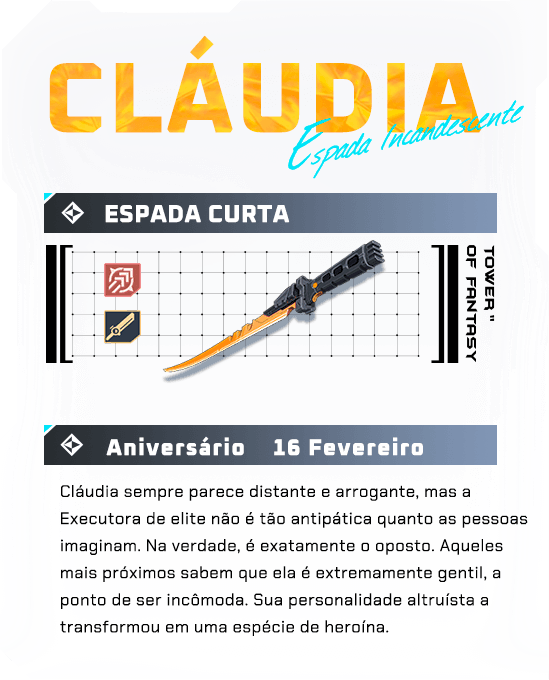 CLÁUDIA
Espada Incandescente
ESPADA CURTA
TOWER"
OF FANTASY
Aniversário 16 Fevereiro
Cláudia sempre parece distante e arrogante, mas a
Executora de elite não é tão antipática quanto as pessoas
imaginam. Na verdade, é exatamente o oposto. Aqueles
mais próximos sabem que ela é extremamente gentil, a
ponto de ser incômoda. Sua personalidade altruísta a
transformou em uma espécie de heroína.